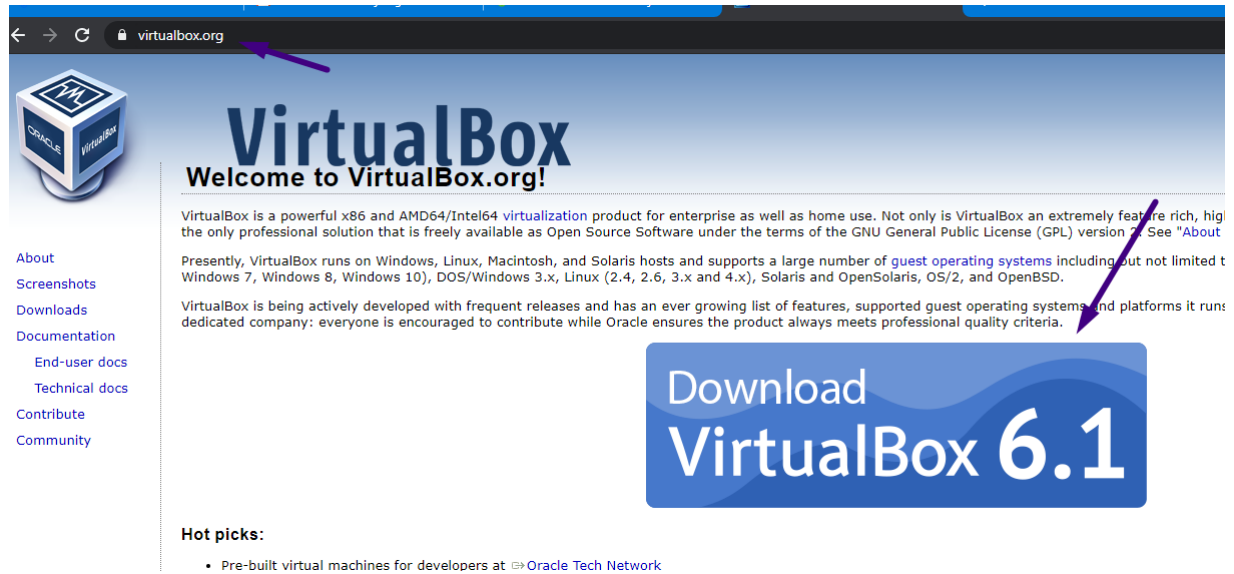 virtualbox.org
ORACLE
VirtualBox
VirtualBox
Welcome to VirtualBox.org!
VirtualBox is a powerful x86 and AMD64/Intel64 virtualization product for enterprise as well as home use. Not only is VirtualBox an extremely feature rich, hig
the only professional solution that is freely available as Open Source Software under the terms of the GNU General Public License (GPL) version 2. See "About
Presently, VirtualBox runs on Windows, Linux, Macintosh, and Solaris hosts and supports a large number of guest operating systems including but not limited t
Windows 7, Windows 8, Windows 10), DOS/Windows 3.x, Linux (2.4, 2.6, 3.x and 4.x), Solaris and OpenSolaris, OS/2, and OpenBSD.
VirtualBox is being actively developed with frequent releases and has an ever growing list of features, supported guest operating systems and platforms it runs
dedicated company: everyone is encouraged to contribute while Oracle ensures the product always meets professional quality criteria.
About
Screenshots
Downloads
Documentation
End-user docs
Technical docs
Contribute
Community
Download
VirtualBox 6.1
Hot picks:
• Pre-built virtual machines for developers at Oracle Tech Network